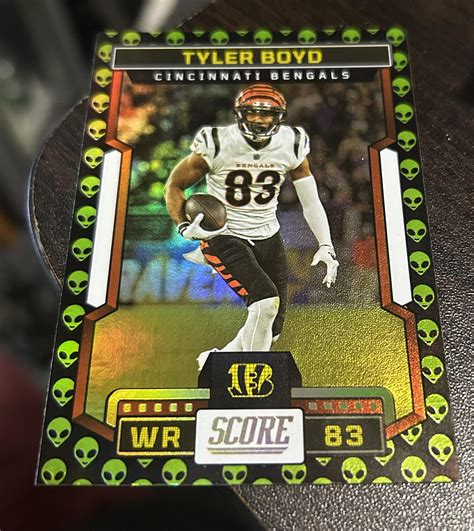 TYLER BOYD
CINCINNATI BENGALS
BENGALS
83
WR
SCORE
83